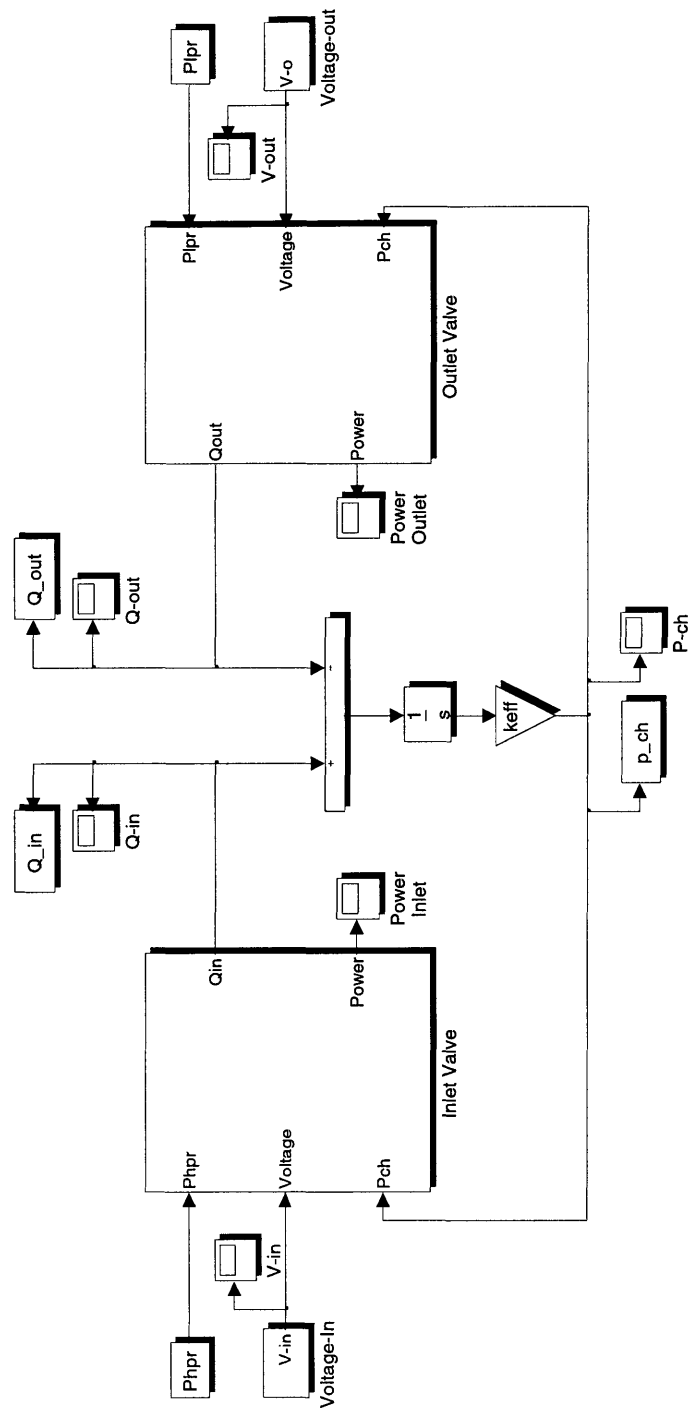 Phpr
V-in
Voltage-In
V-in
Phpr
Voltage
Pch
Qin
Power
Inlet Valve
Power
Inlet
Q_in
Q-in
+
-
1
s
keff
p_ch
P-ch
Q_out
Q-out
Power
Outlet
Qout
Power
Plpr
Voltage
Pch
Outlet Valve
V-out
Plpr
V-o
Voltage-out